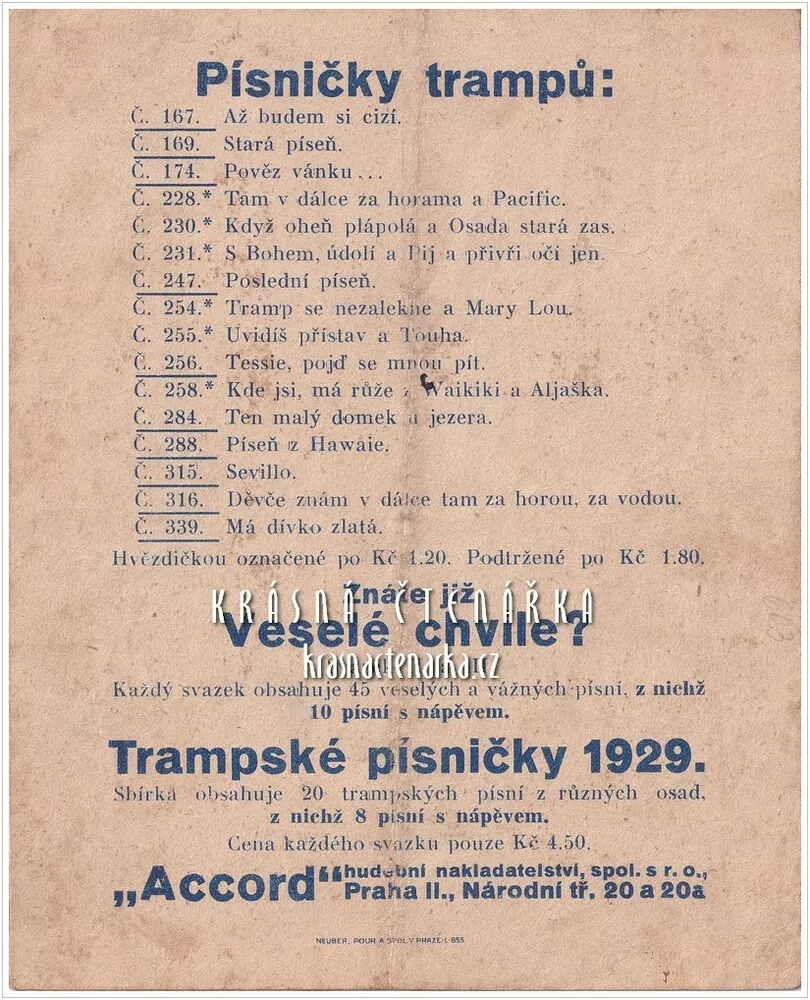 Písničky trampů:
Č. 167. Až budem si cizí.
Č. 169. Stará píseň.
Č. 174. Pověz vánku...
Č. 228.* Tam v dálce za horama a Pacific.
Č. 230.* Když oheň plápolá a Osada stará zas.
Č. 231.* S Bohem, údolí a Pij a přivři oči jen.
Č. 247. Poslední píseň.
Č. 254.* Tramp se nezalekne a Mary Lou.
Č. 255.* Uvidíš přístav a Touha.
Č. 256. Tessie, pojď se mnou pít.
Č. 258.* Kde jsi, má růže z Waikiki a Aljaška.
Č. 284. Ten malý domek u jezera.
Č. 288. Píseň z Hawaie.
Č. 315. Sevillo.
Č. 316. Děvče znám v dálce tam za horou, za vodou.
Č. 339. Má dívko zlatá.
Hvězdičkou označené po Kč 1.20. Podtržené po Kč 1.80.
Znáte již
KRÁSNÁ ČTENÁŘKA
Veselé chvíle?
krasnactenarka.cz
Každý svazek obsahuje 45 veselých a vážných písní, z nichž
10 písní s nápěvem.
Trampské písničky 1929.
Sbírka obsahuje 20 trampských písní z různých osad,
z nichž 8 písní s nápěvem.
Cena každého svazku pouze Kč 4.50.
„Accord“ hudební nakladatelství, spol. s r. o.,
Praha II., Národní tř. 20 a 20a
NEUBER, POUR A SPOL. V PRAZE-L-855